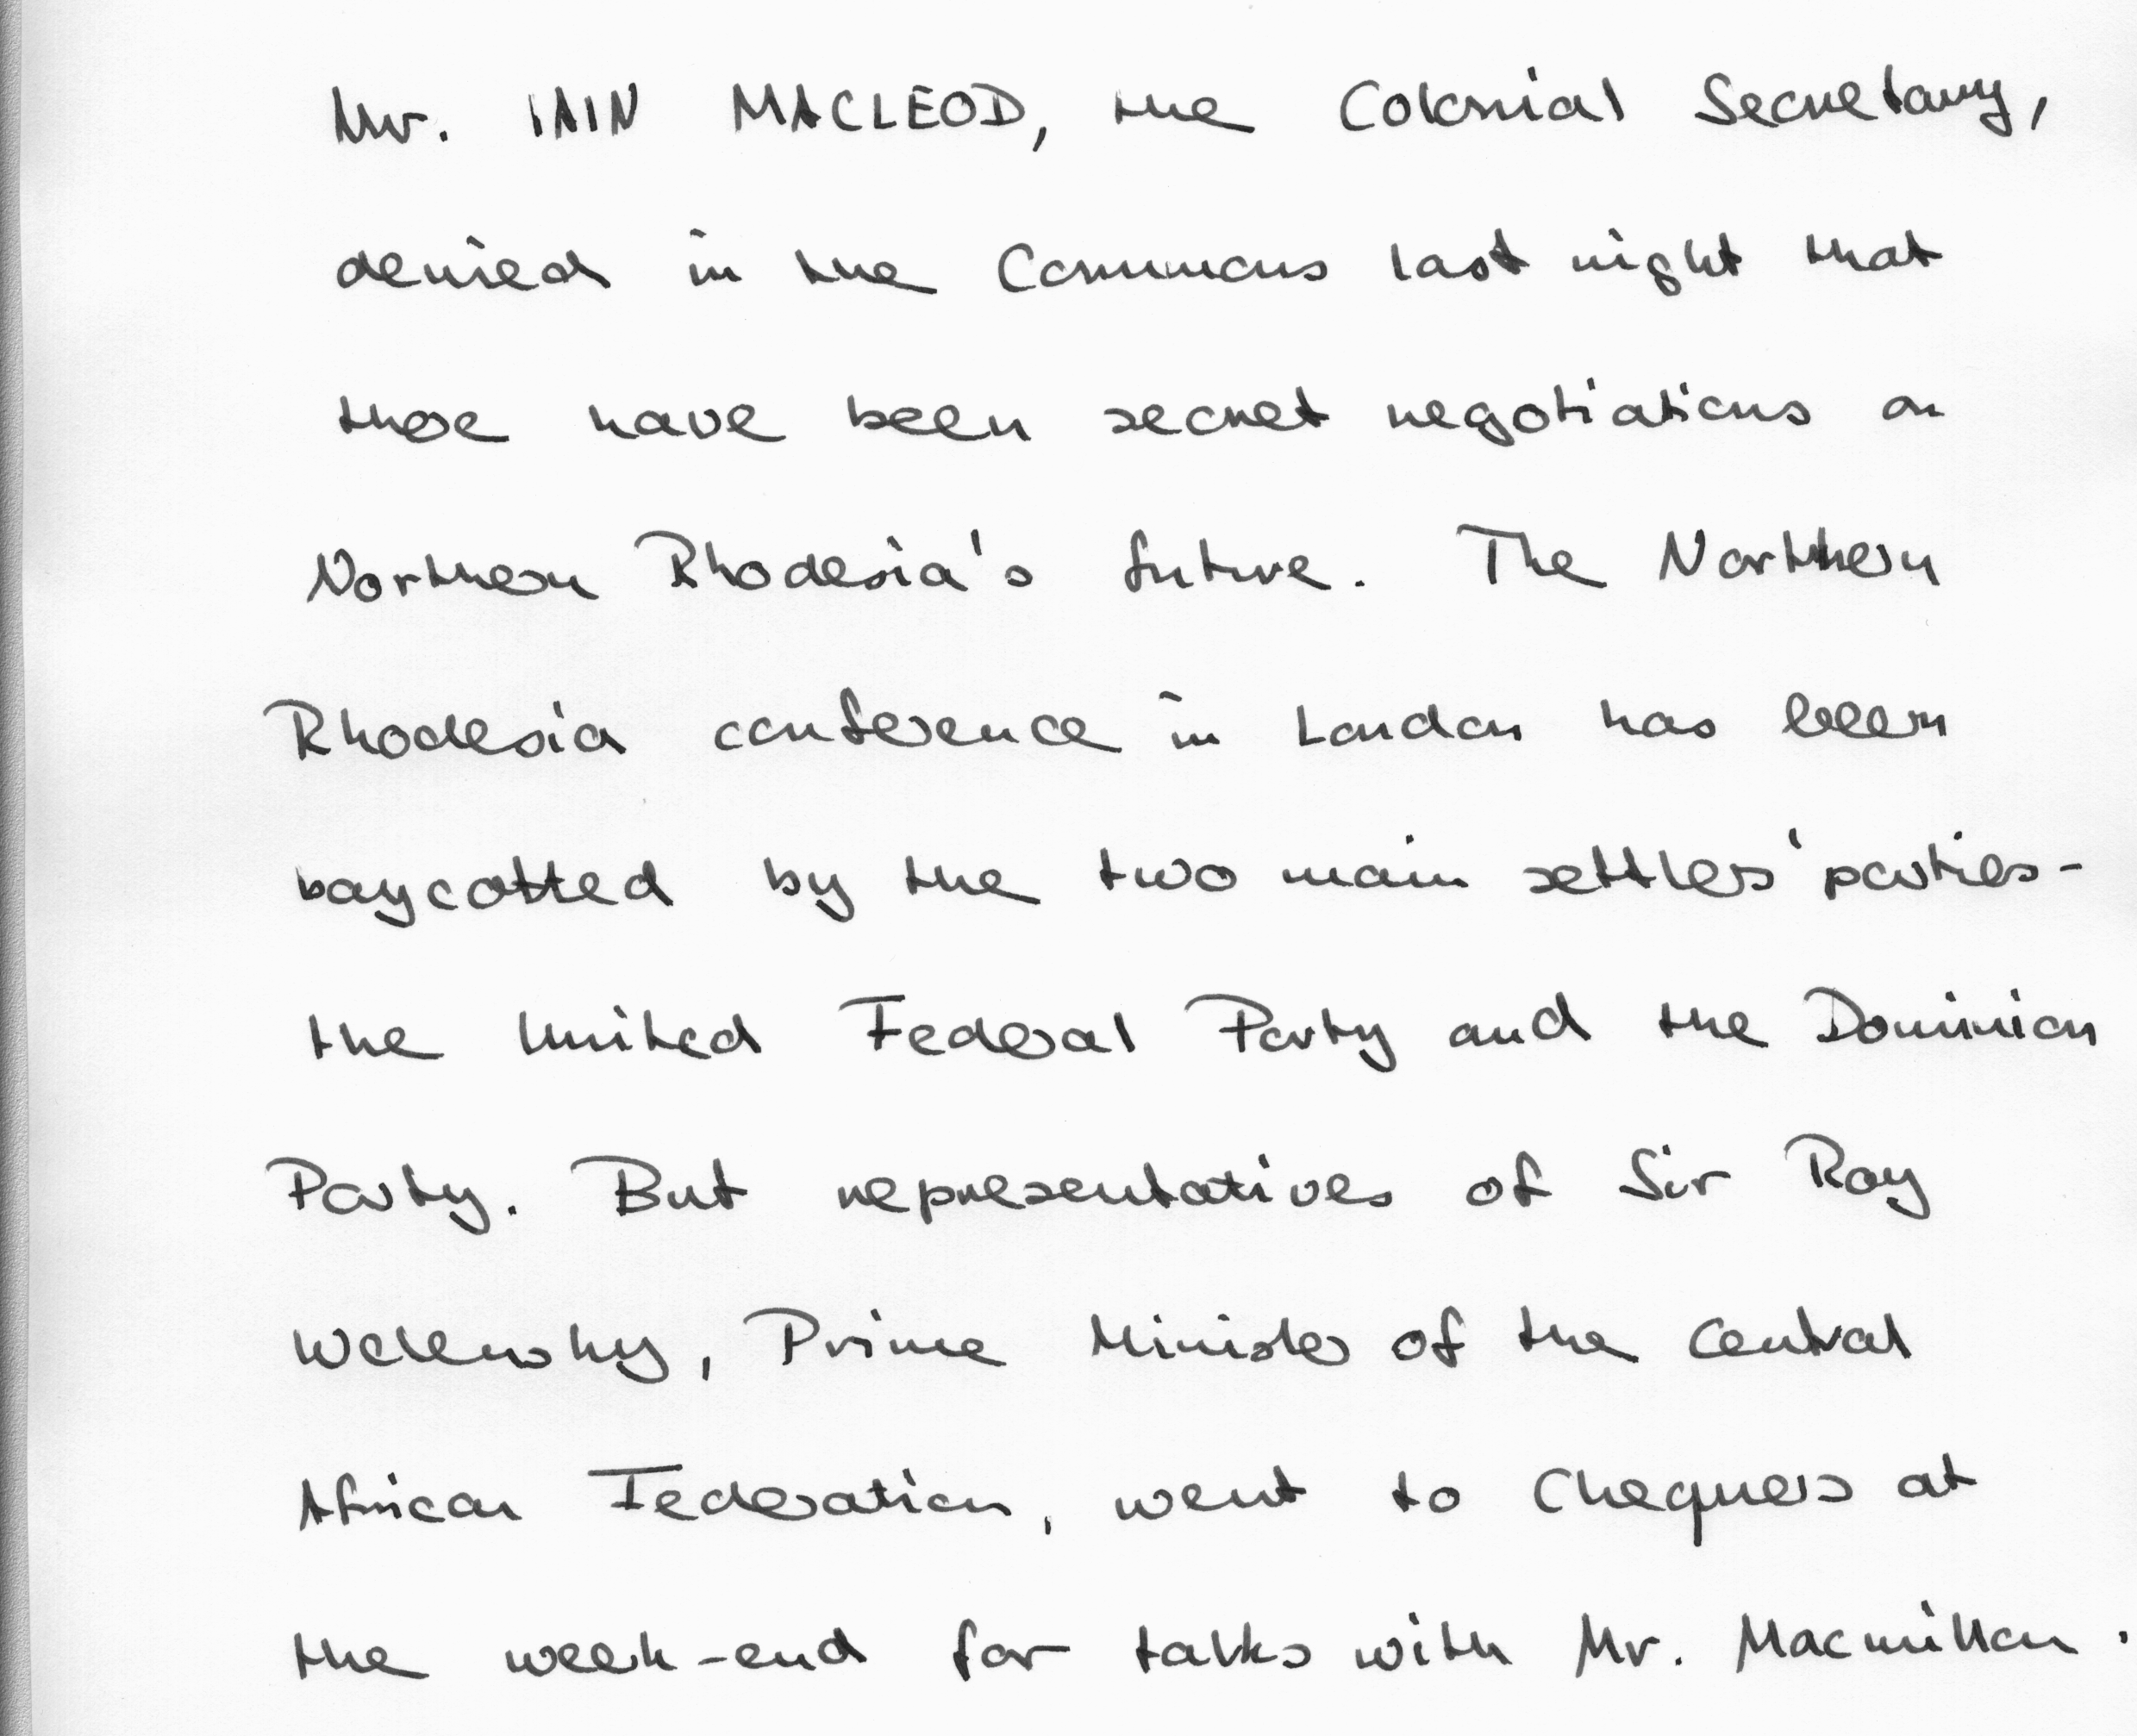 Mr. IAIN MACLEOD, the Colonial Secretary,
denied in the Commons last night that
there have been secret negotiations on
Northern Rhodesia's future. The Northern
Rhodesia conference in London has been
boycotted by the two main settlers' parties-
the United Federal Party and the Dominion
Party. But representatives of Sir Roy
Welensky, Prime Minister of the Central
African Federation, went to Chequers at
the week-end for talks with Mr. Macmillan.